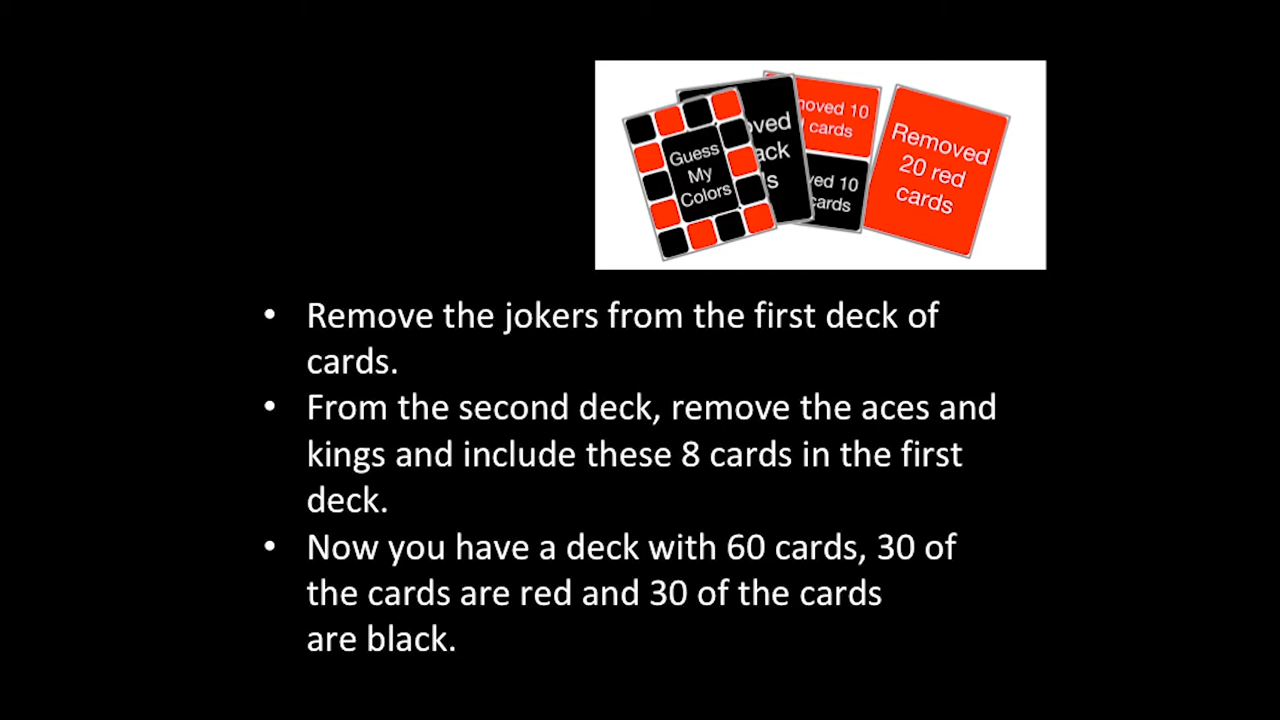 Guess
My
Colors
oved
ack
ds
moved 10
cards
ved 10
cards
Removed
20 red
cards
• Remove the jokers from the first deck of
cards.
• From the second deck, remove the aces and
kings and include these 8 cards in the first
deck.
• Now you have a deck with 60 cards, 30 of
the cards are red and 30 of the cards
are black.